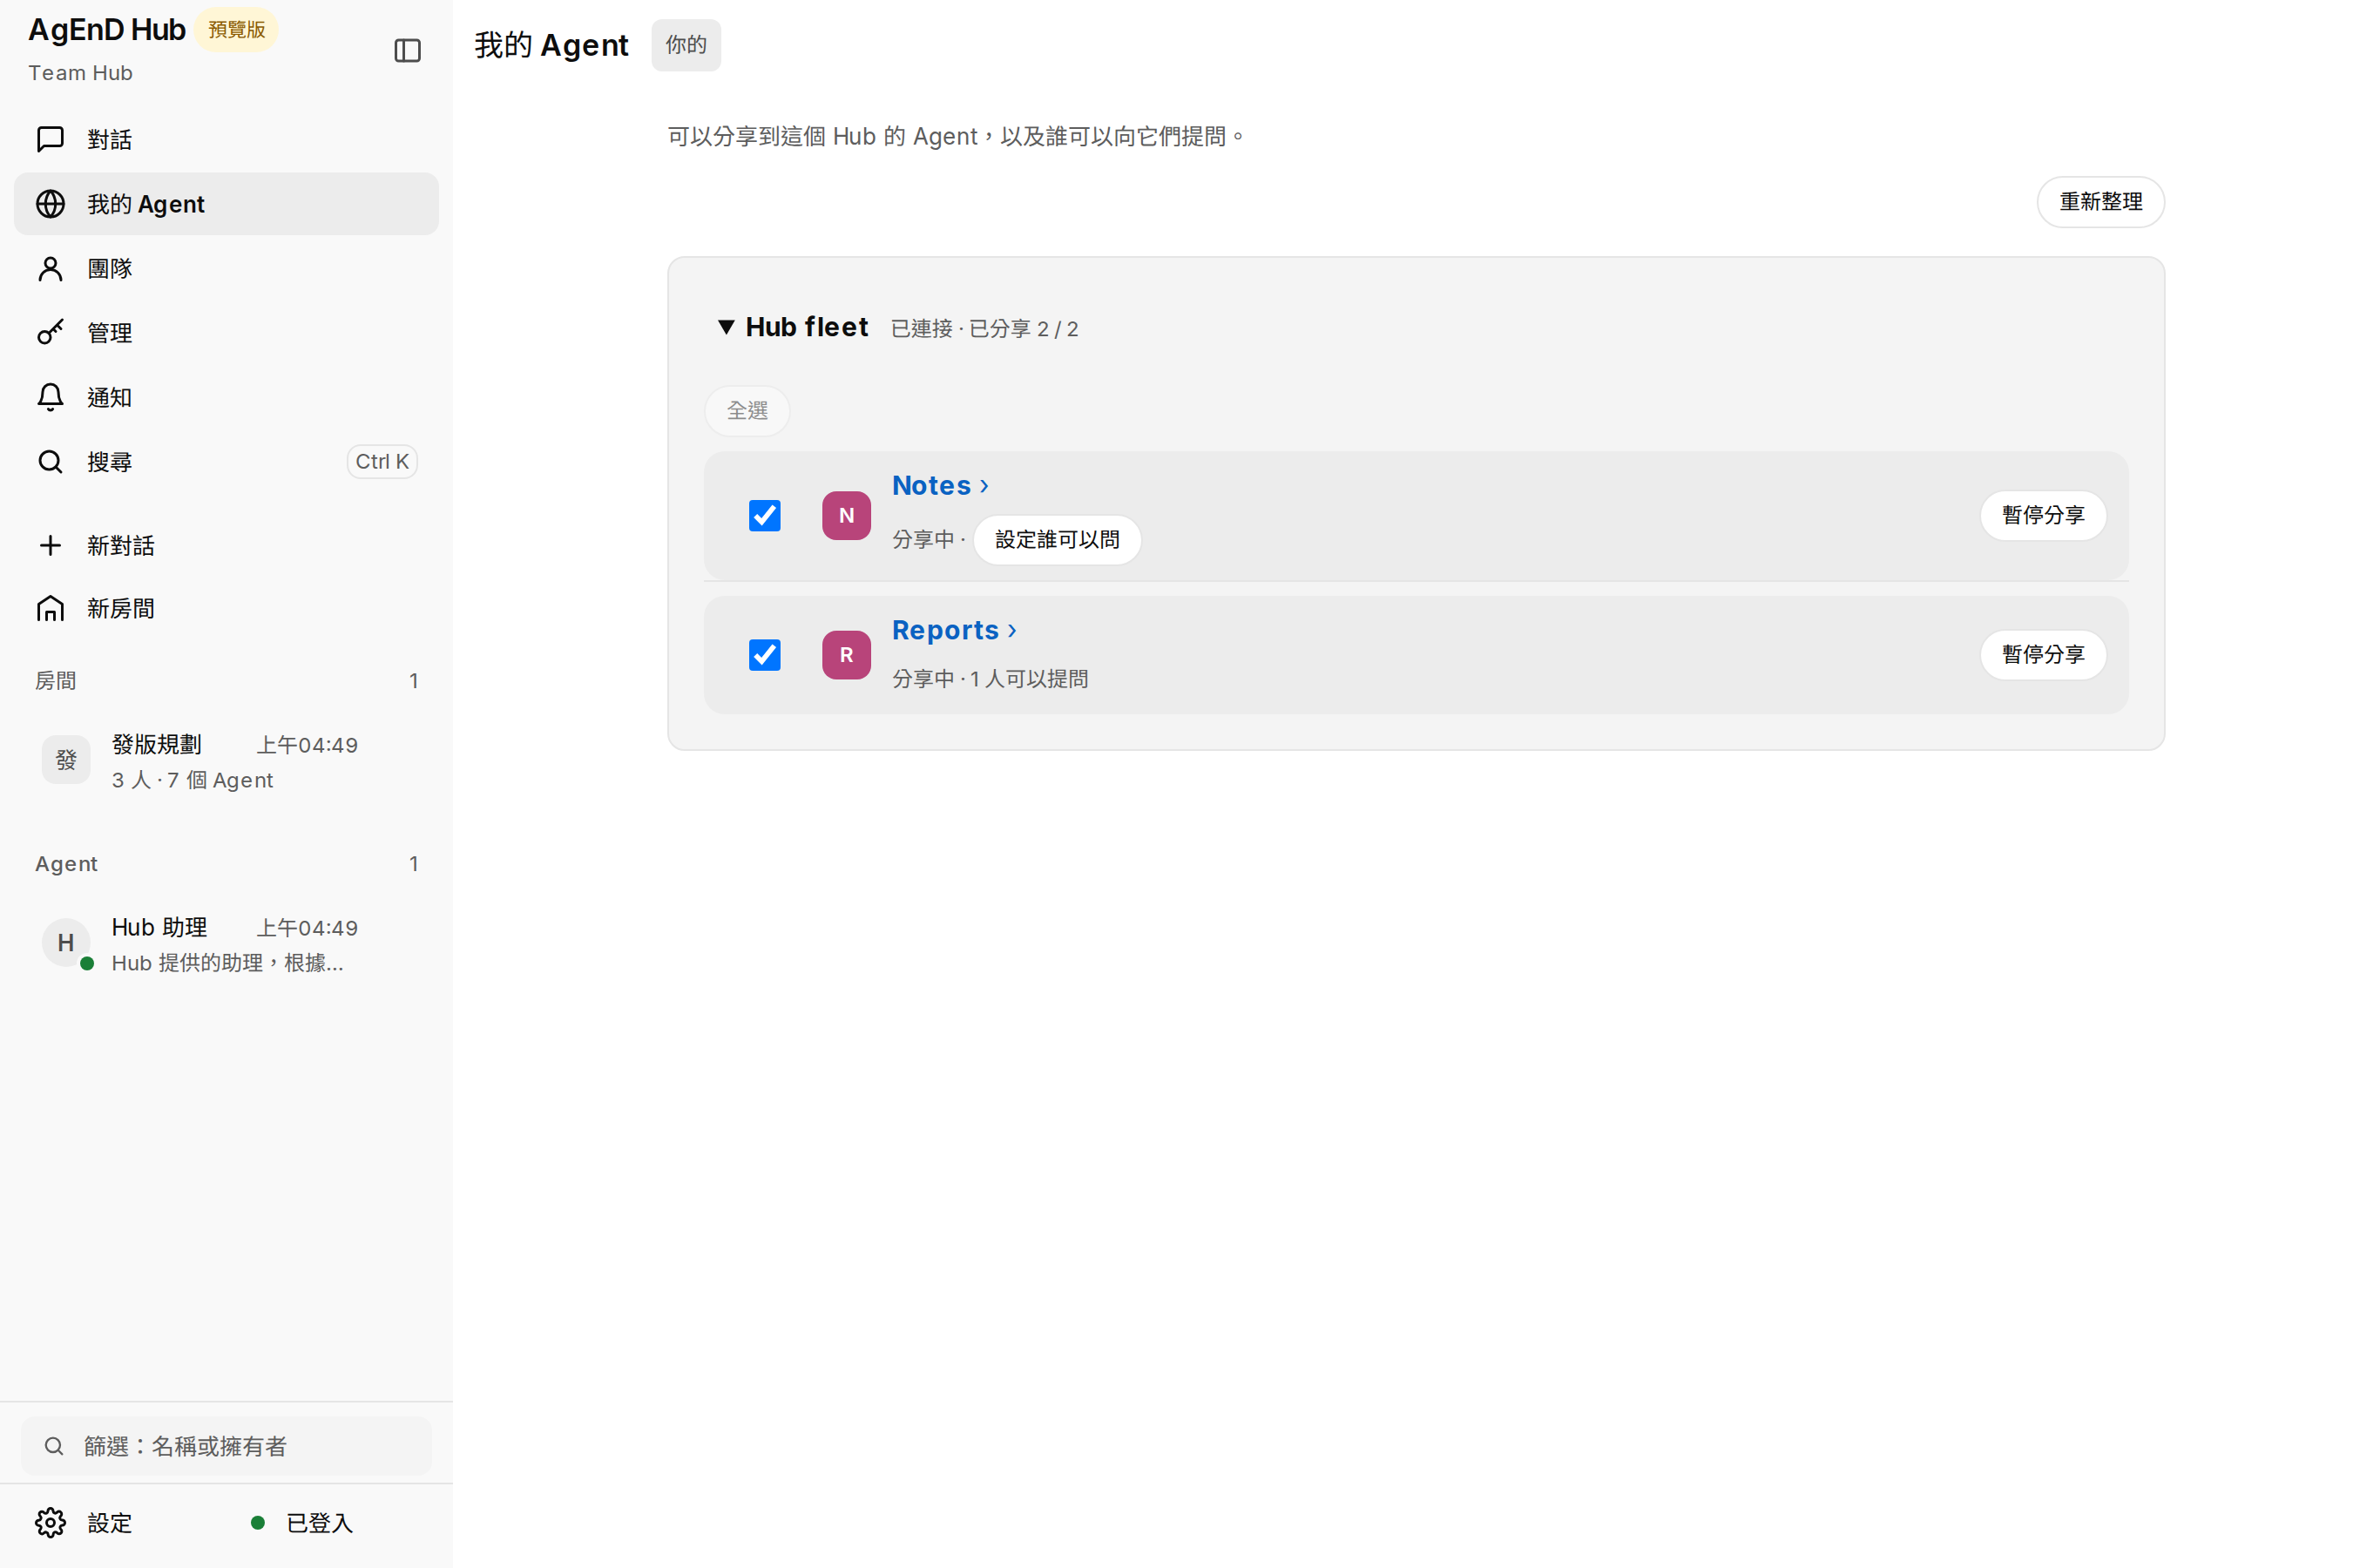 AgEnD Hub 預覽版
Team Hub
對話
我的 Agent
團隊
管理
通知
搜尋 Ctrl K
新對話
新房間
房間 1
發 發版規劃 上午04:49
3 人 · 7 個 Agent
Agent 1
H Hub 助理 上午04:49
Hub 提供的助理，根據...
篩選：名稱或擁有者
設定 已登入
我的 Agent 你的
可以分享到這個 Hub 的 Agent，以及誰可以向它們提問。
重新整理
Hub fleet 已連接 · 已分享 2 / 2
全選
N Notes ›
分享中 · 設定誰可以問
暫停分享
R Reports ›
分享中 · 1 人可以提問
暫停分享